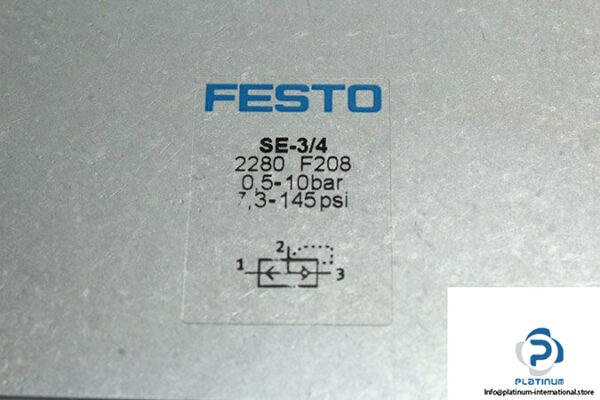 FESTO
SE-3/4
2280 F208
0,5-10bar
7,3-145psi
2
1 3
P
PLATINUM
info@platinum-international.store